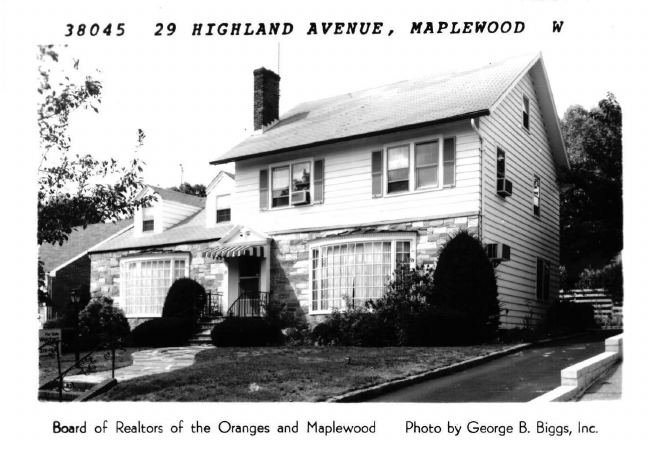 38045 29 HIGHLAND AVENUE, MAPLEWOOD W
Board of Realtors of the Oranges and Maplewood Photo by George B. Biggs, Inc.